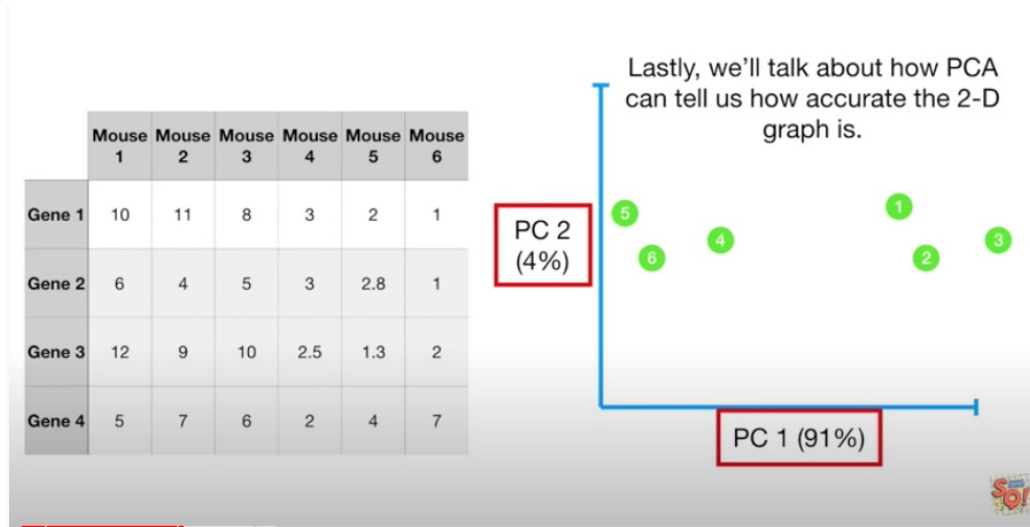 Lastly, we'll talk about how PCA
can tell us how accurate the 2-D
graph is.
Mouse 1 Mouse 2 Mouse 3 Mouse 4 Mouse 5 Mouse 6
Gene 1 10 11 8 3 2 1
Gene 2 6 4 5 3 2.8 1
Gene 3 12 9 10 2.5 1.3 2
Gene 4 5 7 6 2 4 7
PC 2
(4%)
5
6
4
1
2
3
PC 1 (91%)
SQ!